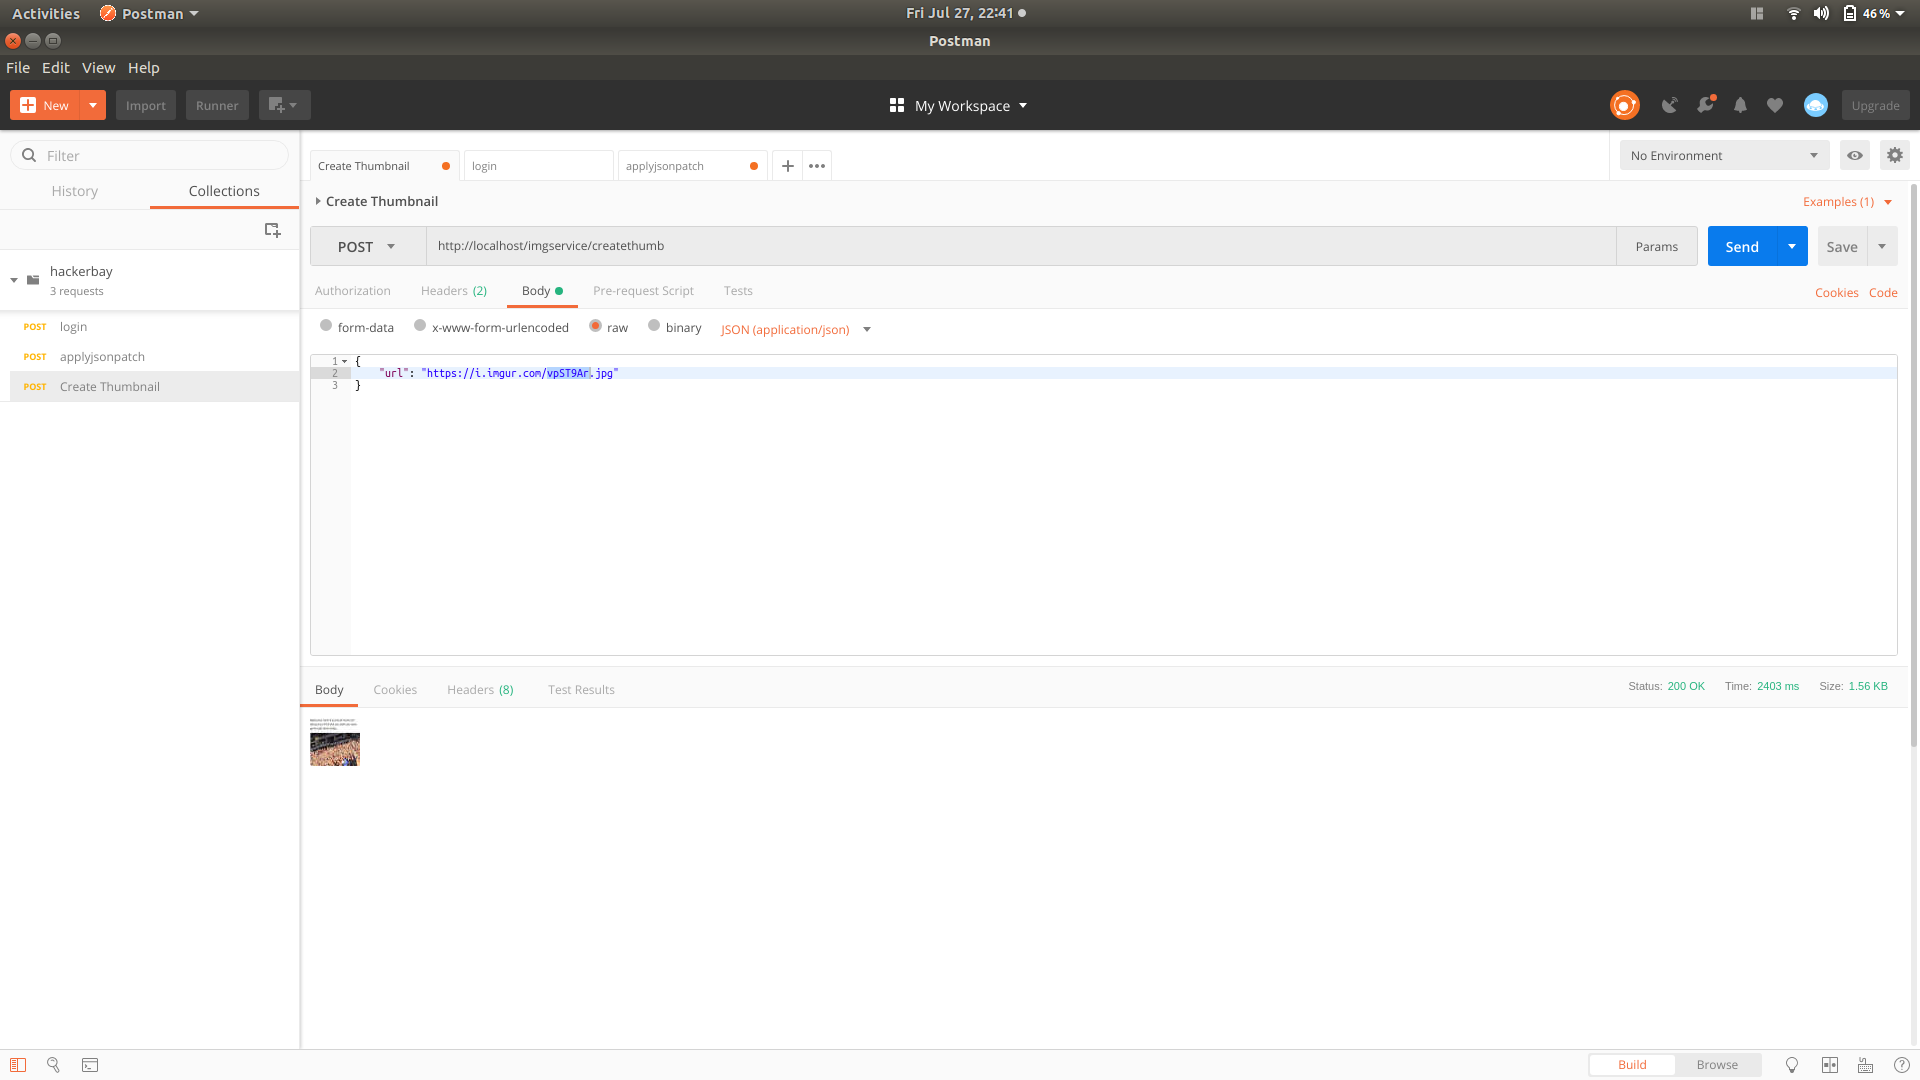 Activities Postman Fri Jul 27, 22:41 46 %
Postman
File Edit View Help
New Import Runner My Workspace Upgrade
Filter
History Collections
hackerbay
3 requests
POST login
POST applyjsonpatch
POST Create Thumbnail
Create Thumbnail login applyjsonpatch No Environment
Create Thumbnail Examples (1)
POST http://localhost/imgservice/createthumb Params Send Save
Authorization Headers (2) Body Pre-request Script Tests Cookies Code
form-data x-www-form-urlencoded raw binary JSON (application/json)
1 {
2 "url": "https://i.imgur.com/vpST9Ar.jpg"
3 }
Body Cookies Headers (8) Test Results Status: 200 OK Time: 2403 ms Size: 1.56 KB
Build Browse